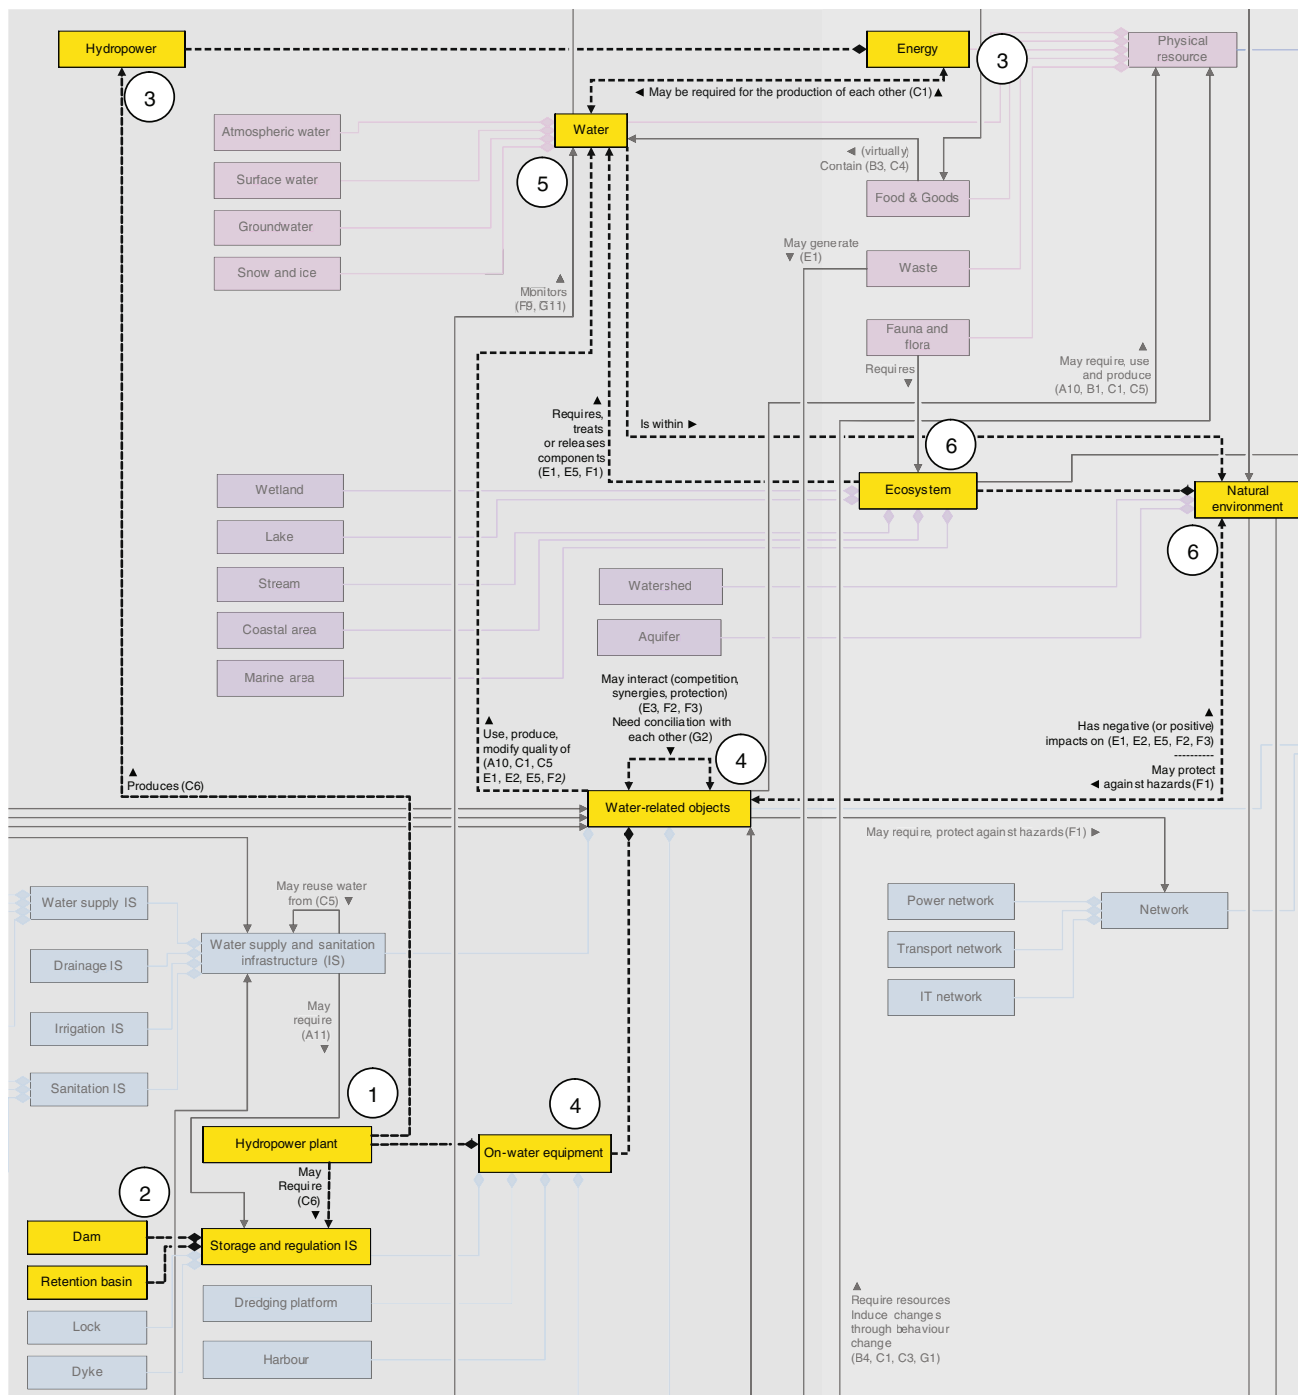 Hydropower
Energy
Physical
resource
3
3
◄ May be required for the production of each other (C1) ▲
Atmospheric water
Water
◄ (virtually)
Contain (B3, C4)
Surface water
5
Food & Goods
Groundwater
May generate
▼ (E1)
Snow and ice
Waste
▲
Monitors
(F9, G11)
Fauna and
flora
Requires
▼
▲
May require, use
and produce
(A10, B1, C1, C5)
▲
Requires,
treats
or releases
components
(E1, E5, F1)
Is within ►
6
Wetland
Ecosystem
Natural
environment
Lake
6
Stream
Watershed
Coastal area
Aquifer
Marine area
May interact (competition,
synergies, protection)
(E3, F2, F3)
Need conciliation with
each other (G2)
▼
▲
Use, produce,
modify quality of
(A10, C1, C5
E1, E2, E5, F2)
▲
Has negative (or positive)
impacts on (E1, E2, E5, F2, F3)
----------
May protect
◄ against hazards (F1)
4
▲
Produces (C6)
Water-related objects
May require, protect against hazards (F1) ►
May reuse water
from (C5) ▼
Water supply IS
Power network
Network
Water supply and sanitation
infrastructure (IS)
Drainage IS
Transport network
IT network
May
require
(A11)
▼
Irrigation IS
Sanitation IS
1
4
Hydropower plant
On-water equipment
May
Require
(C6)
▼
2
Dam
Storage and regulation IS
Retention basin
Dredging platform
▲
Require resources
Induce changes
through behaviour
change
(B4, C1, C3, G1)
Lock
Harbour
Dyke